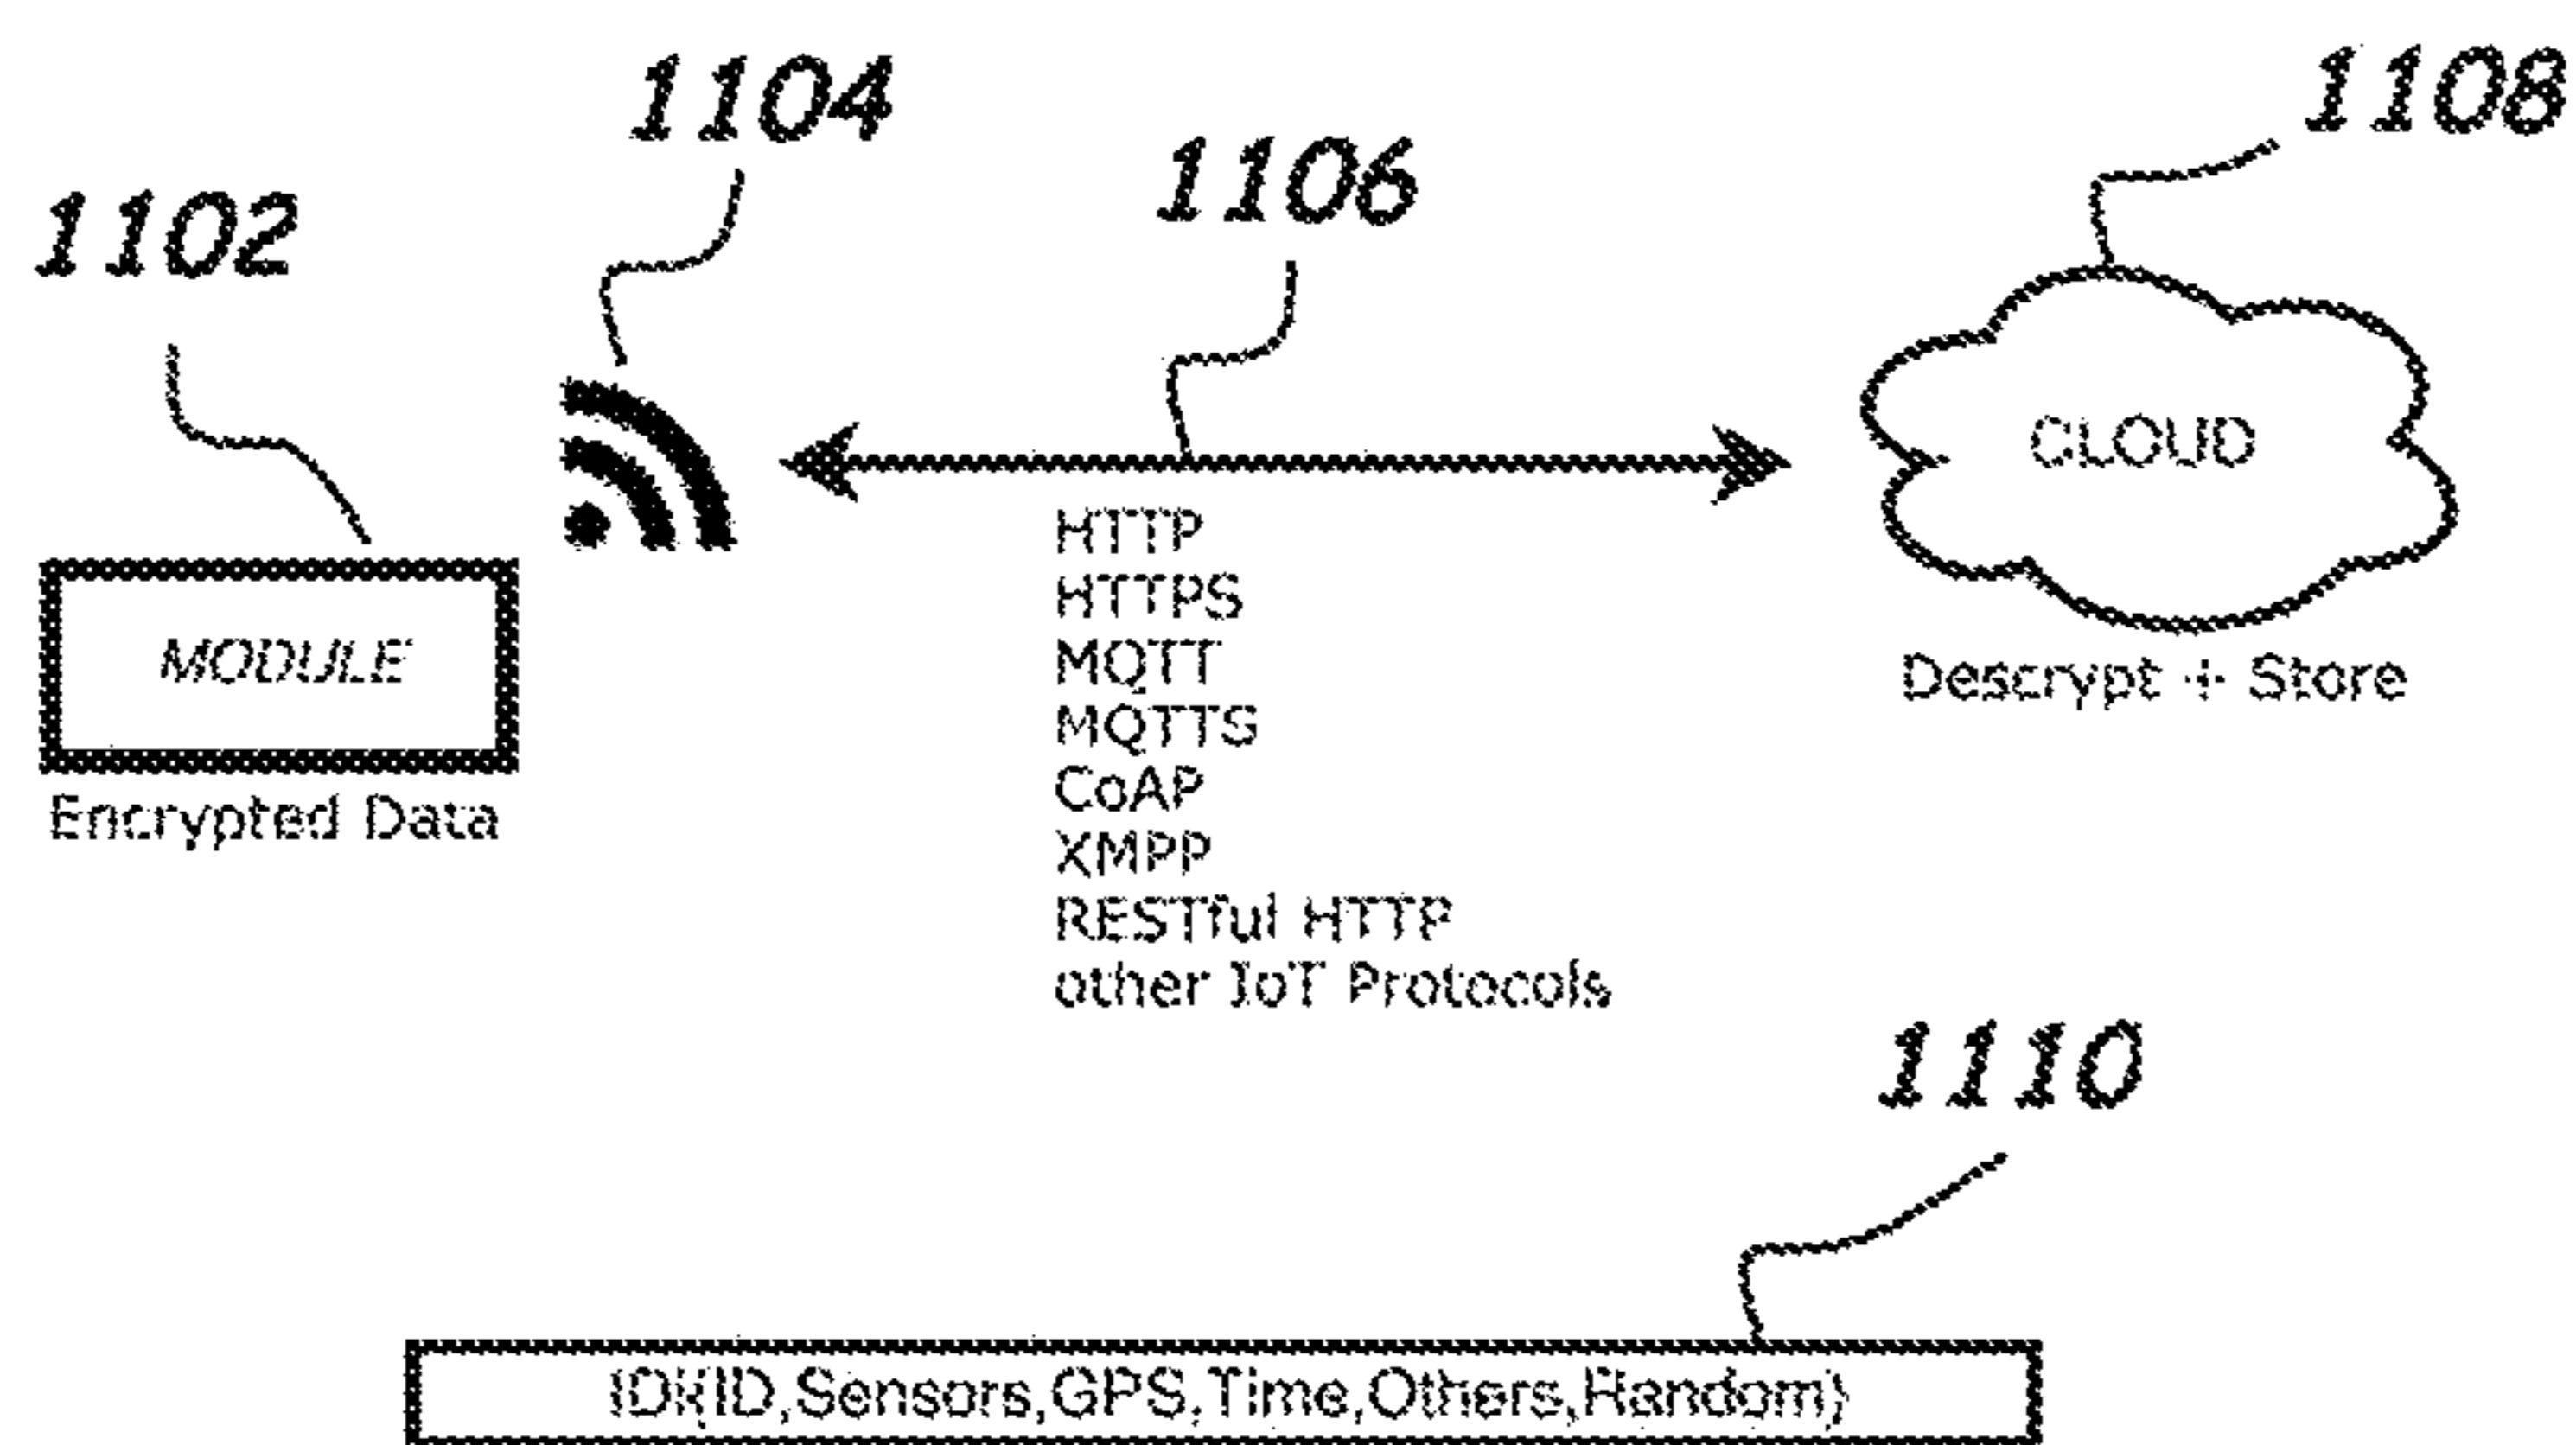 1104
1108
1106
1102
CLOUD
HTTP
HTTPS
MQTT
MQTTS
CoAP
XMPP
RESTful HTTP
other IoT Protocols
MODULE
Encrypted Data
Descrypt + Store
1110
ID,Sensors,GPS,Time,Others,Random)